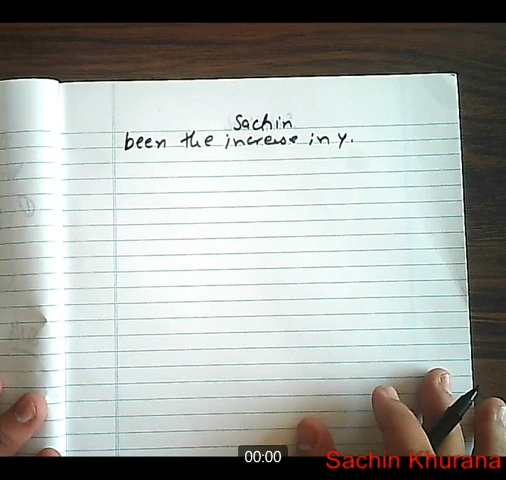 Sachin
been the increase in y.
00:00
Sachin Khurana